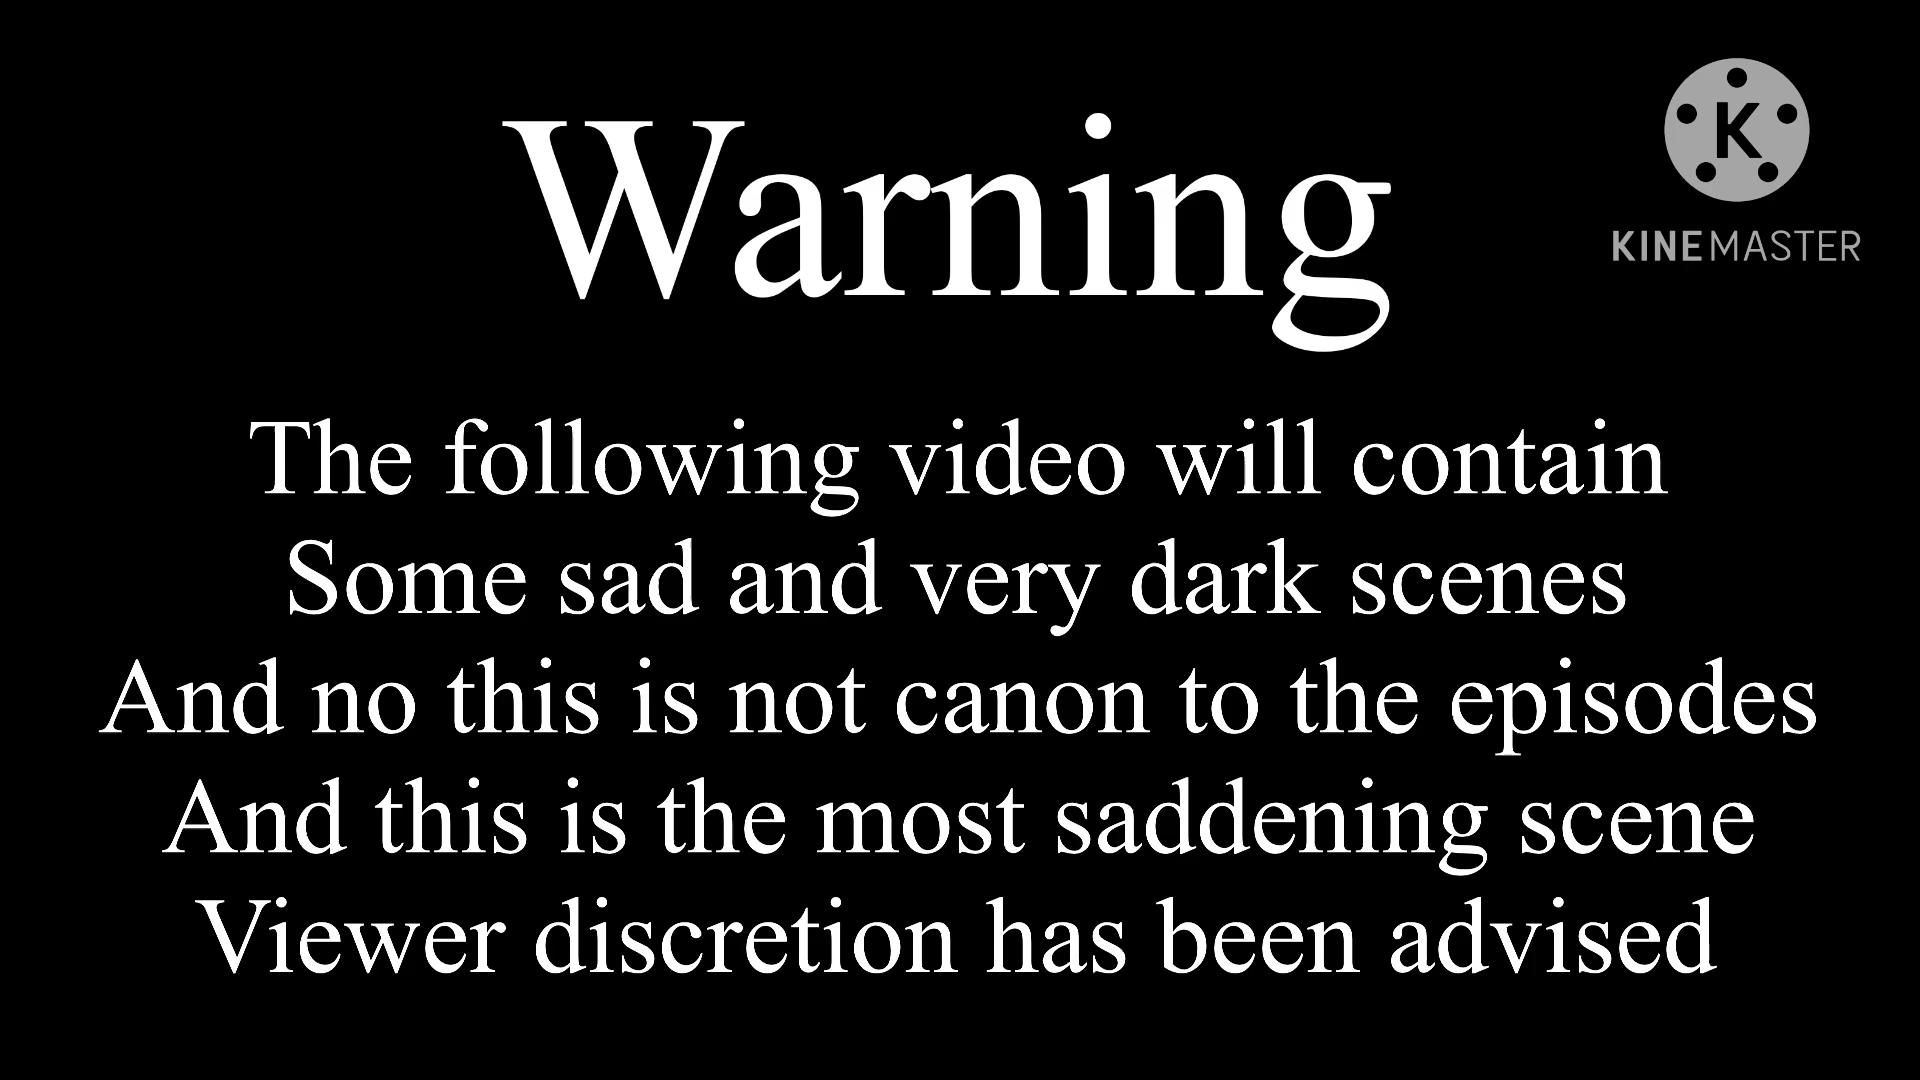 Warning
K
KINEMASTER
The following video will contain
Some sad and very dark scenes
And no this is not canon to the episodes
And this is the most saddening scene
Viewer discretion has been advised